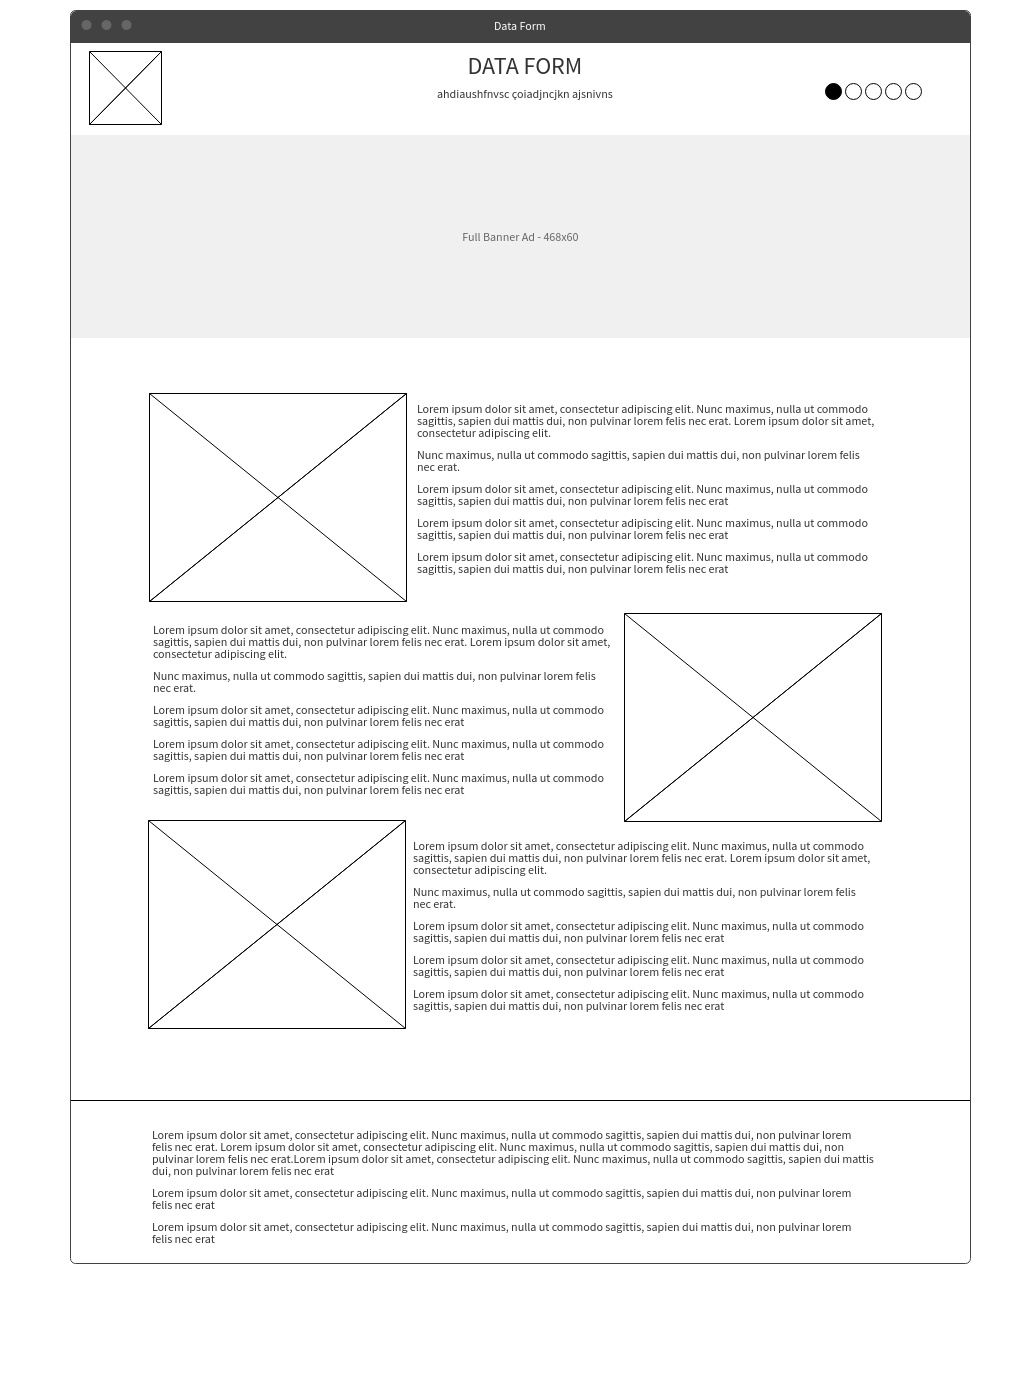 Data Form
DATA FORM
ahdiaushfnvsc çoiadjncjkn ajsnivns
Full Banner Ad - 468x60
Lorem ipsum dolor sit amet, consectetur adipiscing elit. Nunc maximus, nulla ut commodo
sagittis, sapien dui mattis dui, non pulvinar lorem felis nec erat. Lorem ipsum dolor sit amet,
consectetur adipiscing elit.
Nunc maximus, nulla ut commodo sagittis, sapien dui mattis dui, non pulvinar lorem felis
nec erat.
Lorem ipsum dolor sit amet, consectetur adipiscing elit. Nunc maximus, nulla ut commodo
sagittis, sapien dui mattis dui, non pulvinar lorem felis nec erat
Lorem ipsum dolor sit amet, consectetur adipiscing elit. Nunc maximus, nulla ut commodo
sagittis, sapien dui mattis dui, non pulvinar lorem felis nec erat
Lorem ipsum dolor sit amet, consectetur adipiscing elit. Nunc maximus, nulla ut commodo
sagittis, sapien dui mattis dui, non pulvinar lorem felis nec erat
Lorem ipsum dolor sit amet, consectetur adipiscing elit. Nunc maximus, nulla ut commodo
sagittis, sapien dui mattis dui, non pulvinar lorem felis nec erat. Lorem ipsum dolor sit amet,
consectetur adipiscing elit.
Nunc maximus, nulla ut commodo sagittis, sapien dui mattis dui, non pulvinar lorem felis
nec erat.
Lorem ipsum dolor sit amet, consectetur adipiscing elit. Nunc maximus, nulla ut commodo
sagittis, sapien dui mattis dui, non pulvinar lorem felis nec erat
Lorem ipsum dolor sit amet, consectetur adipiscing elit. Nunc maximus, nulla ut commodo
sagittis, sapien dui mattis dui, non pulvinar lorem felis nec erat
Lorem ipsum dolor sit amet, consectetur adipiscing elit. Nunc maximus, nulla ut commodo
sagittis, sapien dui mattis dui, non pulvinar lorem felis nec erat
Lorem ipsum dolor sit amet, consectetur adipiscing elit. Nunc maximus, nulla ut commodo
sagittis, sapien dui mattis dui, non pulvinar lorem felis nec erat. Lorem ipsum dolor sit amet,
consectetur adipiscing elit.
Nunc maximus, nulla ut commodo sagittis, sapien dui mattis dui, non pulvinar lorem felis
nec erat.
Lorem ipsum dolor sit amet, consectetur adipiscing elit. Nunc maximus, nulla ut commodo
sagittis, sapien dui mattis dui, non pulvinar lorem felis nec erat
Lorem ipsum dolor sit amet, consectetur adipiscing elit. Nunc maximus, nulla ut commodo
sagittis, sapien dui mattis dui, non pulvinar lorem felis nec erat
Lorem ipsum dolor sit amet, consectetur adipiscing elit. Nunc maximus, nulla ut commodo
sagittis, sapien dui mattis dui, non pulvinar lorem felis nec erat
Lorem ipsum dolor sit amet, consectetur adipiscing elit. Nunc maximus, nulla ut commodo sagittis, sapien dui mattis dui, non pulvinar lorem
felis nec erat. Lorem ipsum dolor sit amet, consectetur adipiscing elit. Nunc maximus, nulla ut commodo sagittis, sapien dui mattis dui, non
pulvinar lorem felis nec erat.Lorem ipsum dolor sit amet, consectetur adipiscing elit. Nunc maximus, nulla ut commodo sagittis, sapien dui mattis
dui, non pulvinar lorem felis nec erat
Lorem ipsum dolor sit amet, consectetur adipiscing elit. Nunc maximus, nulla ut commodo sagittis, sapien dui mattis dui, non pulvinar lorem
felis nec erat
Lorem ipsum dolor sit amet, consectetur adipiscing elit. Nunc maximus, nulla ut commodo sagittis, sapien dui mattis dui, non pulvinar lorem
felis nec erat